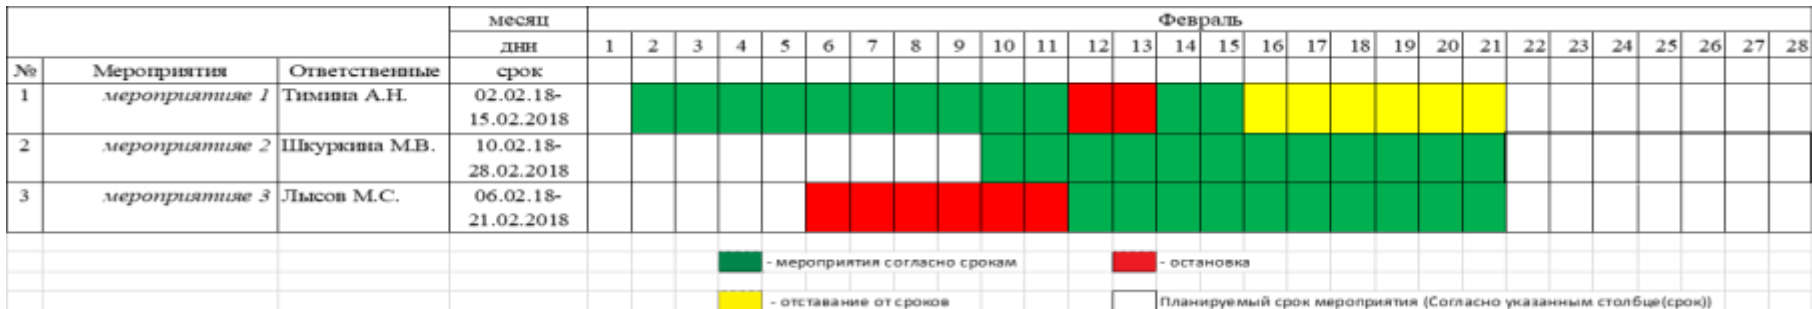 месяц Февраль
дни 1 2 3 4 5 6 7 8 9 10 11 12 13 14 15 16 17 18 19 20 21 22 23 24 25 26 27 28
№ Мероприятия Ответственные срок
1 мероприятие 1 Тимина А.Н. 02.02.18-
15.02.2018
2 мероприятие 2 Шкуркина М.В. 10.02.18-
28.02.2018
3 мероприятие 3 Лысов М.С. 06.02.18-
21.02.2018
- мероприятия согласно срокам - остановка
- отставание от сроков Планируемый срок мероприятия (Согласно указанным столбце(срок))